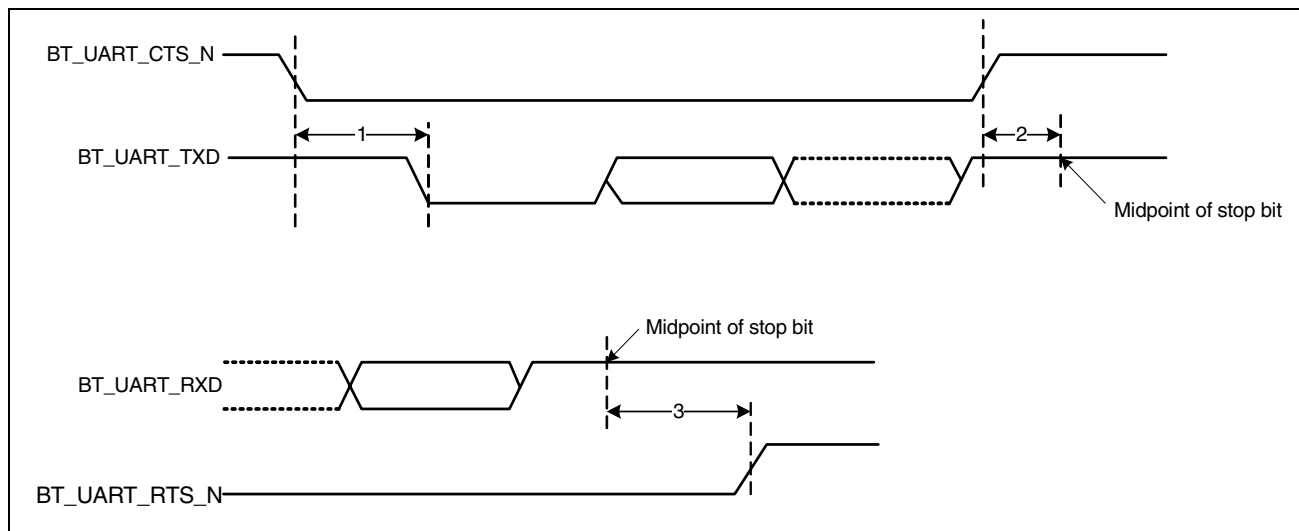 BT_UART_CTS_N
1
2
BT_UART_TXD
Midpoint of stop bit
Midpoint of stop bit
BT_UART_RXD
3
BT_UART_RTS_N